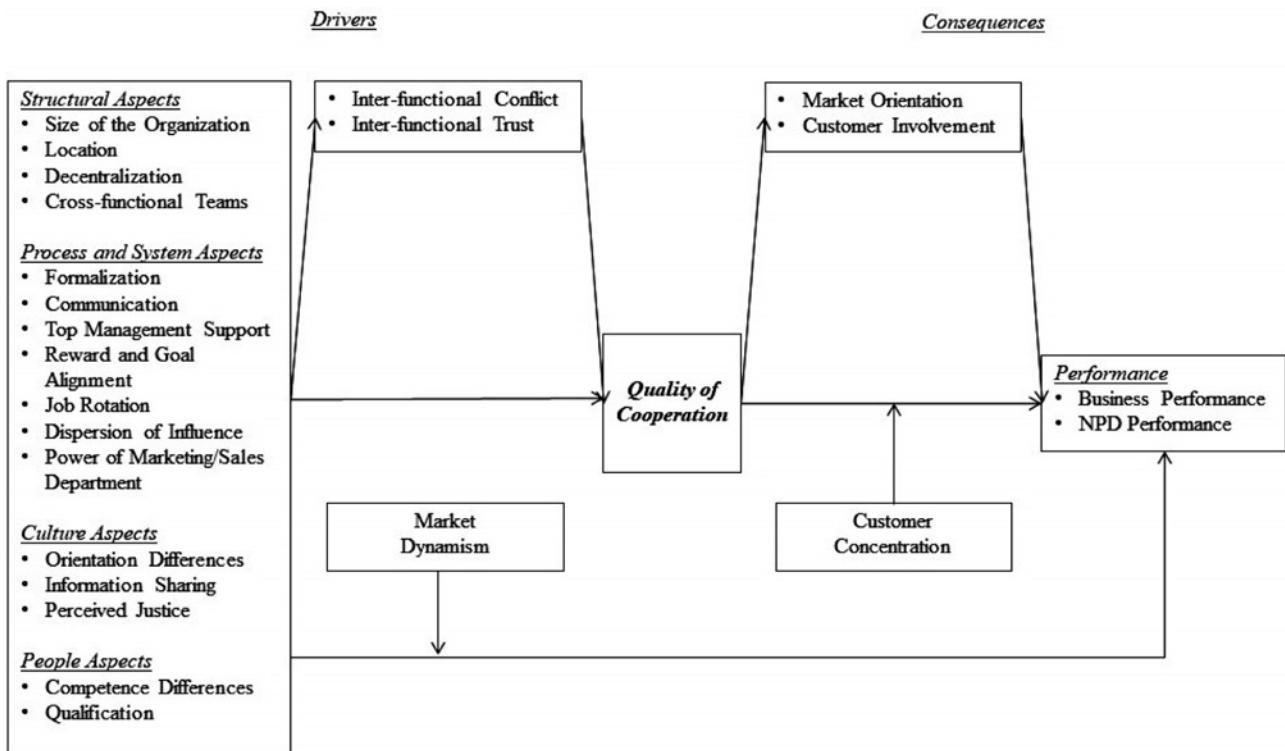 Drivers
Consequences
Structural Aspects
• Size of the Organization
• Location
• Decentralization
• Cross-functional Teams
Process and System Aspects
• Formalization
• Communication
• Top Management Support
• Reward and Goal
Alignment
• Job Rotation
• Dispersion of Influence
• Power of Marketing/Sales
Department
Culture Aspects
• Orientation Differences
• Information Sharing
• Perceived Justice
People Aspects
• Competence Differences
• Qualification
• Inter-functional Conflict
• Inter-functional Trust
Quality of
Cooperation
Market
Dynamism
• Market Orientation
• Customer Involvement
Customer
Concentration
Performance
• Business Performance
• NPD Performance